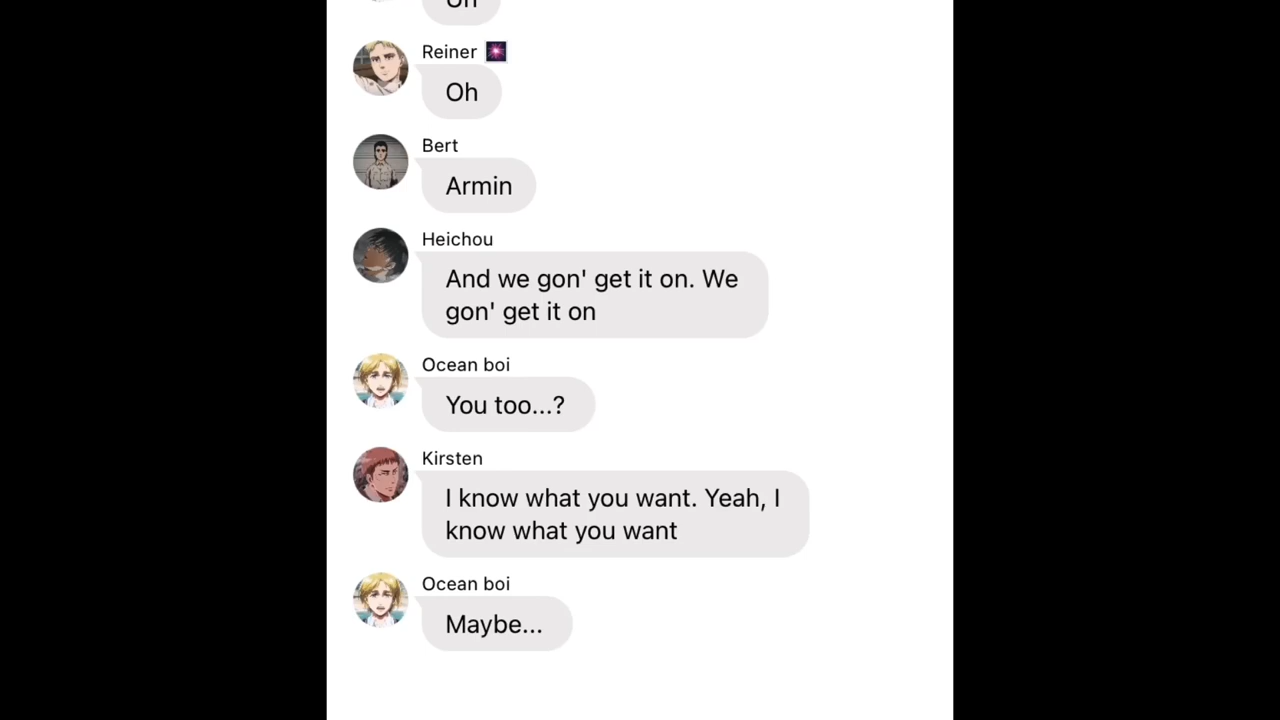 Reiner
Oh
Bert
Armin
Heichou
And we gon' get it on. We
gon' get it on
Ocean boi
You too...?
Kirsten
I know what you want. Yeah, I
know what you want
Ocean boi
Maybe...